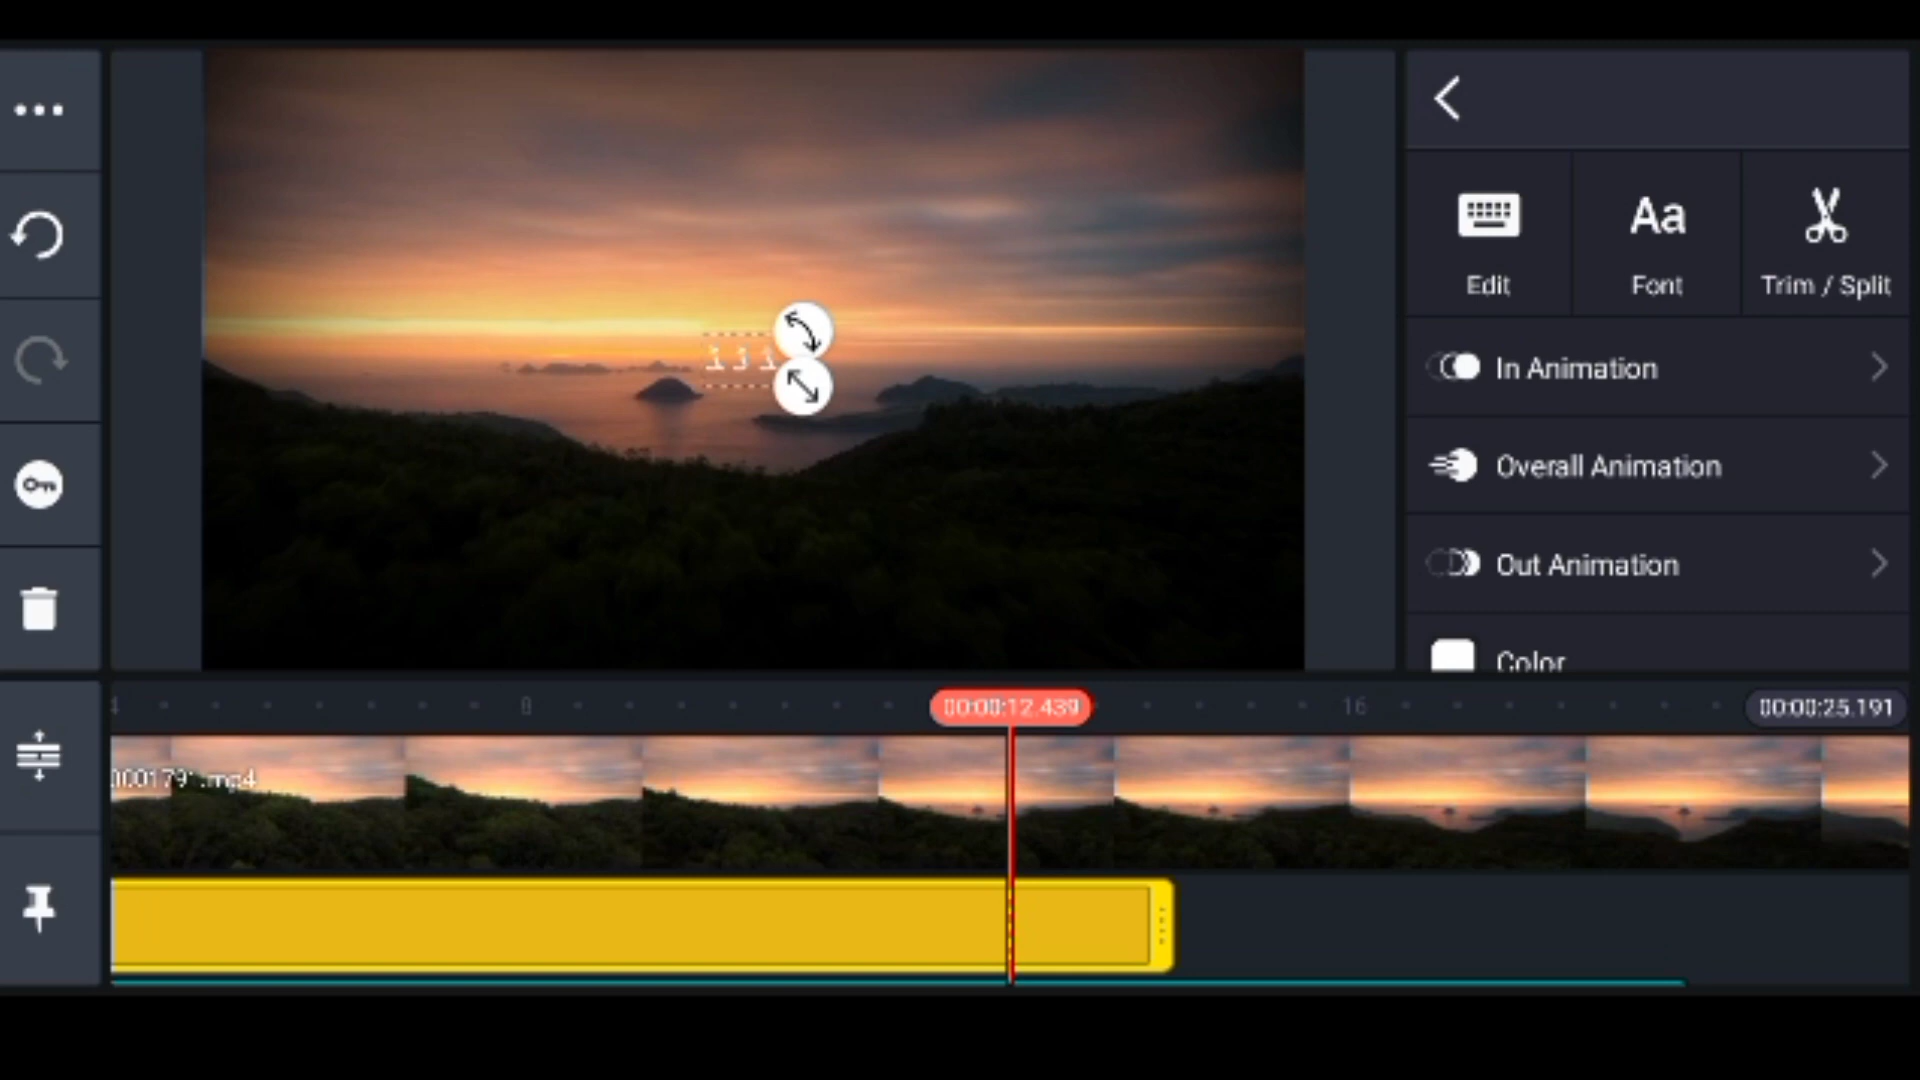 Edit
Font
Trim / Split
In Animation
Overall Animation
Out Animation
Color
8
00:00:12.439
16
00:00:25.191